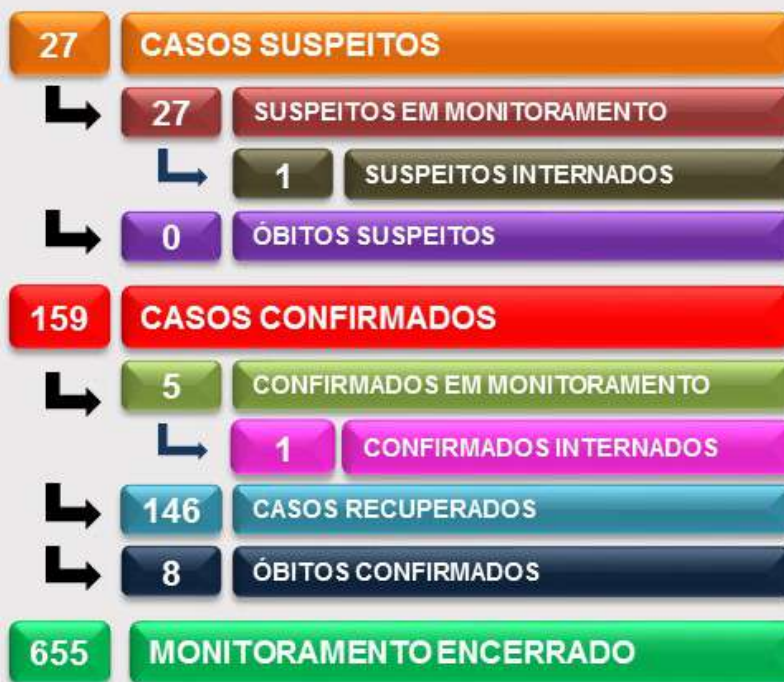 27 CASOS SUSPEITOS
27 SUSPEITOS EM MONITORAMENTO
1 SUSPEITOS INTERNADOS
0 ÓBITOS SUSPEITOS
159 CASOS CONFIRMADOS
5 CONFIRMADOS EM MONITORAMENTO
1 CONFIRMADOS INTERNADOS
146 CASOS RECUPERADOS
8 ÓBITOS CONFIRMADOS
655 MONITORAMENTO ENCERRADO